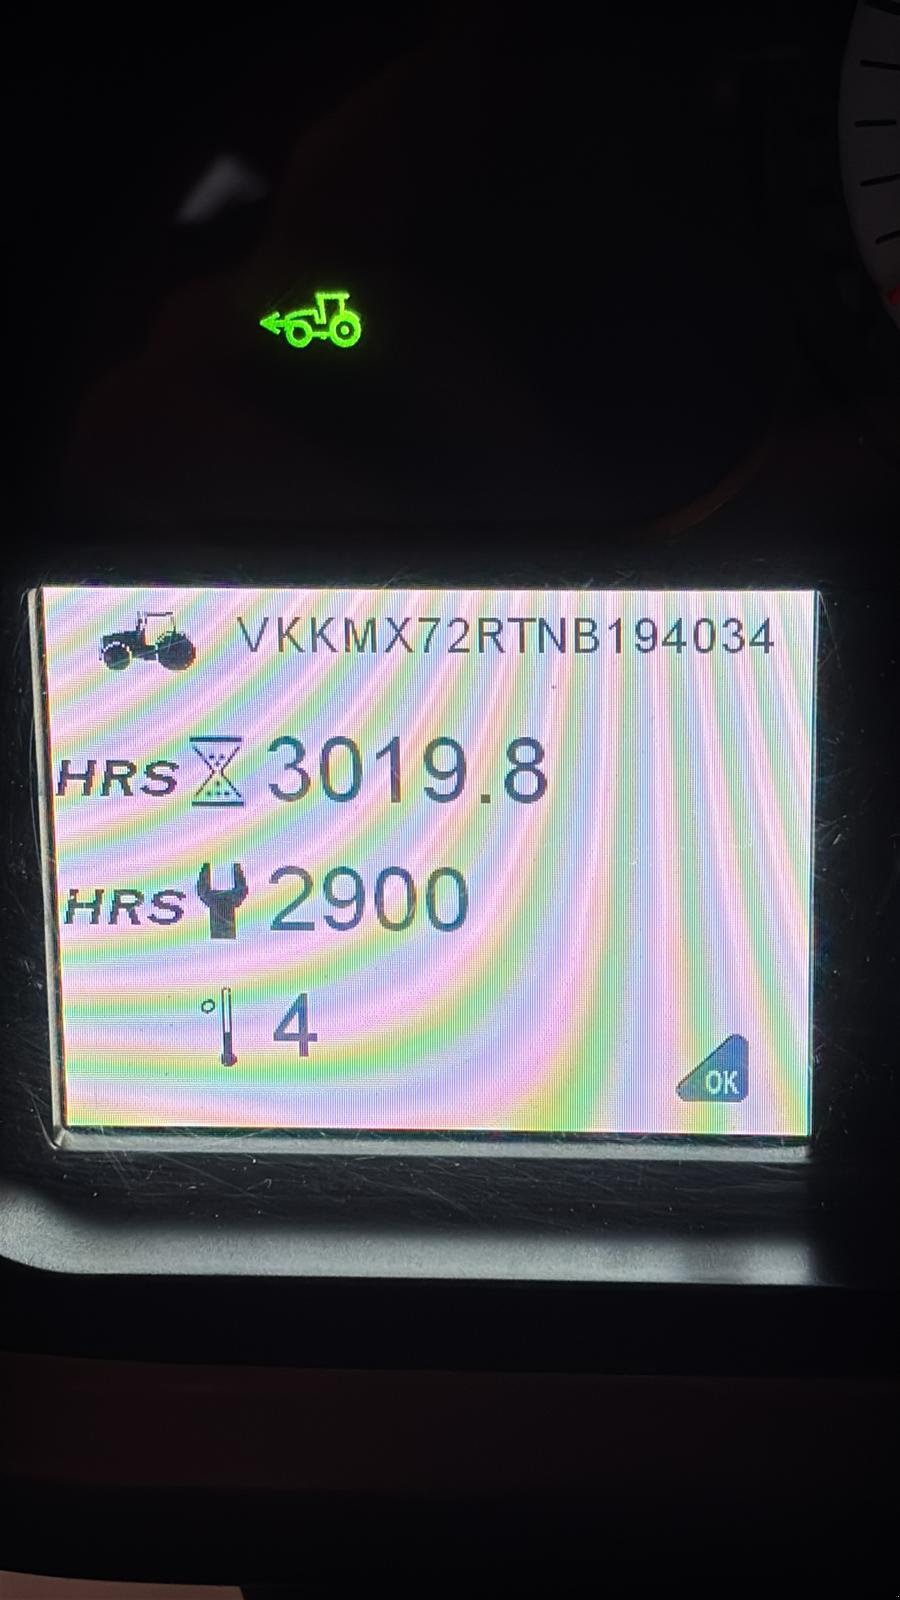 VKKMX72RTNB194034
HRS 3019.8
HRS 2900
4
OK